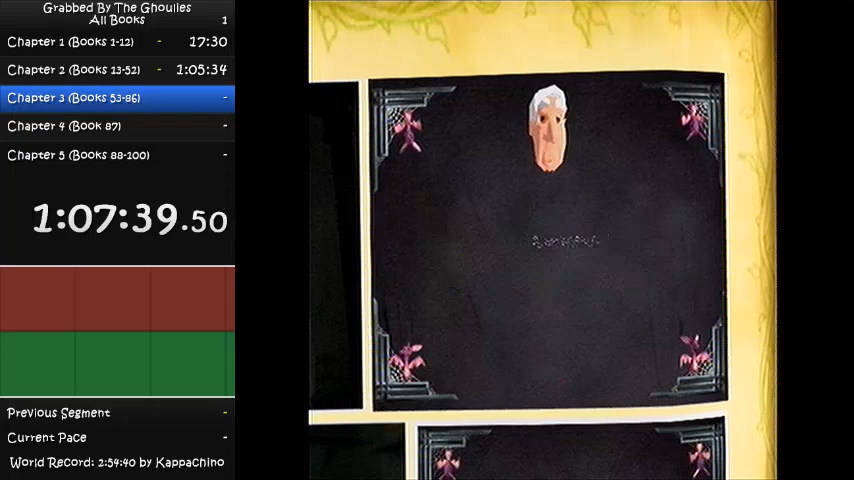 Grabbed By The Ghoulies
All Books 1
Chapter 1 (Books 1-12) - 17:30
Chapter 2 (Books 13-52) - 1:05:34
Chapter 3 (Books 53-86) -
Chapter 4 (Book 87) -
Chapter 5 (Books 88-100) -
1:07:39.50
Previous Segment -
Current Pace -
World Record: 2:54:40 by Kappachino